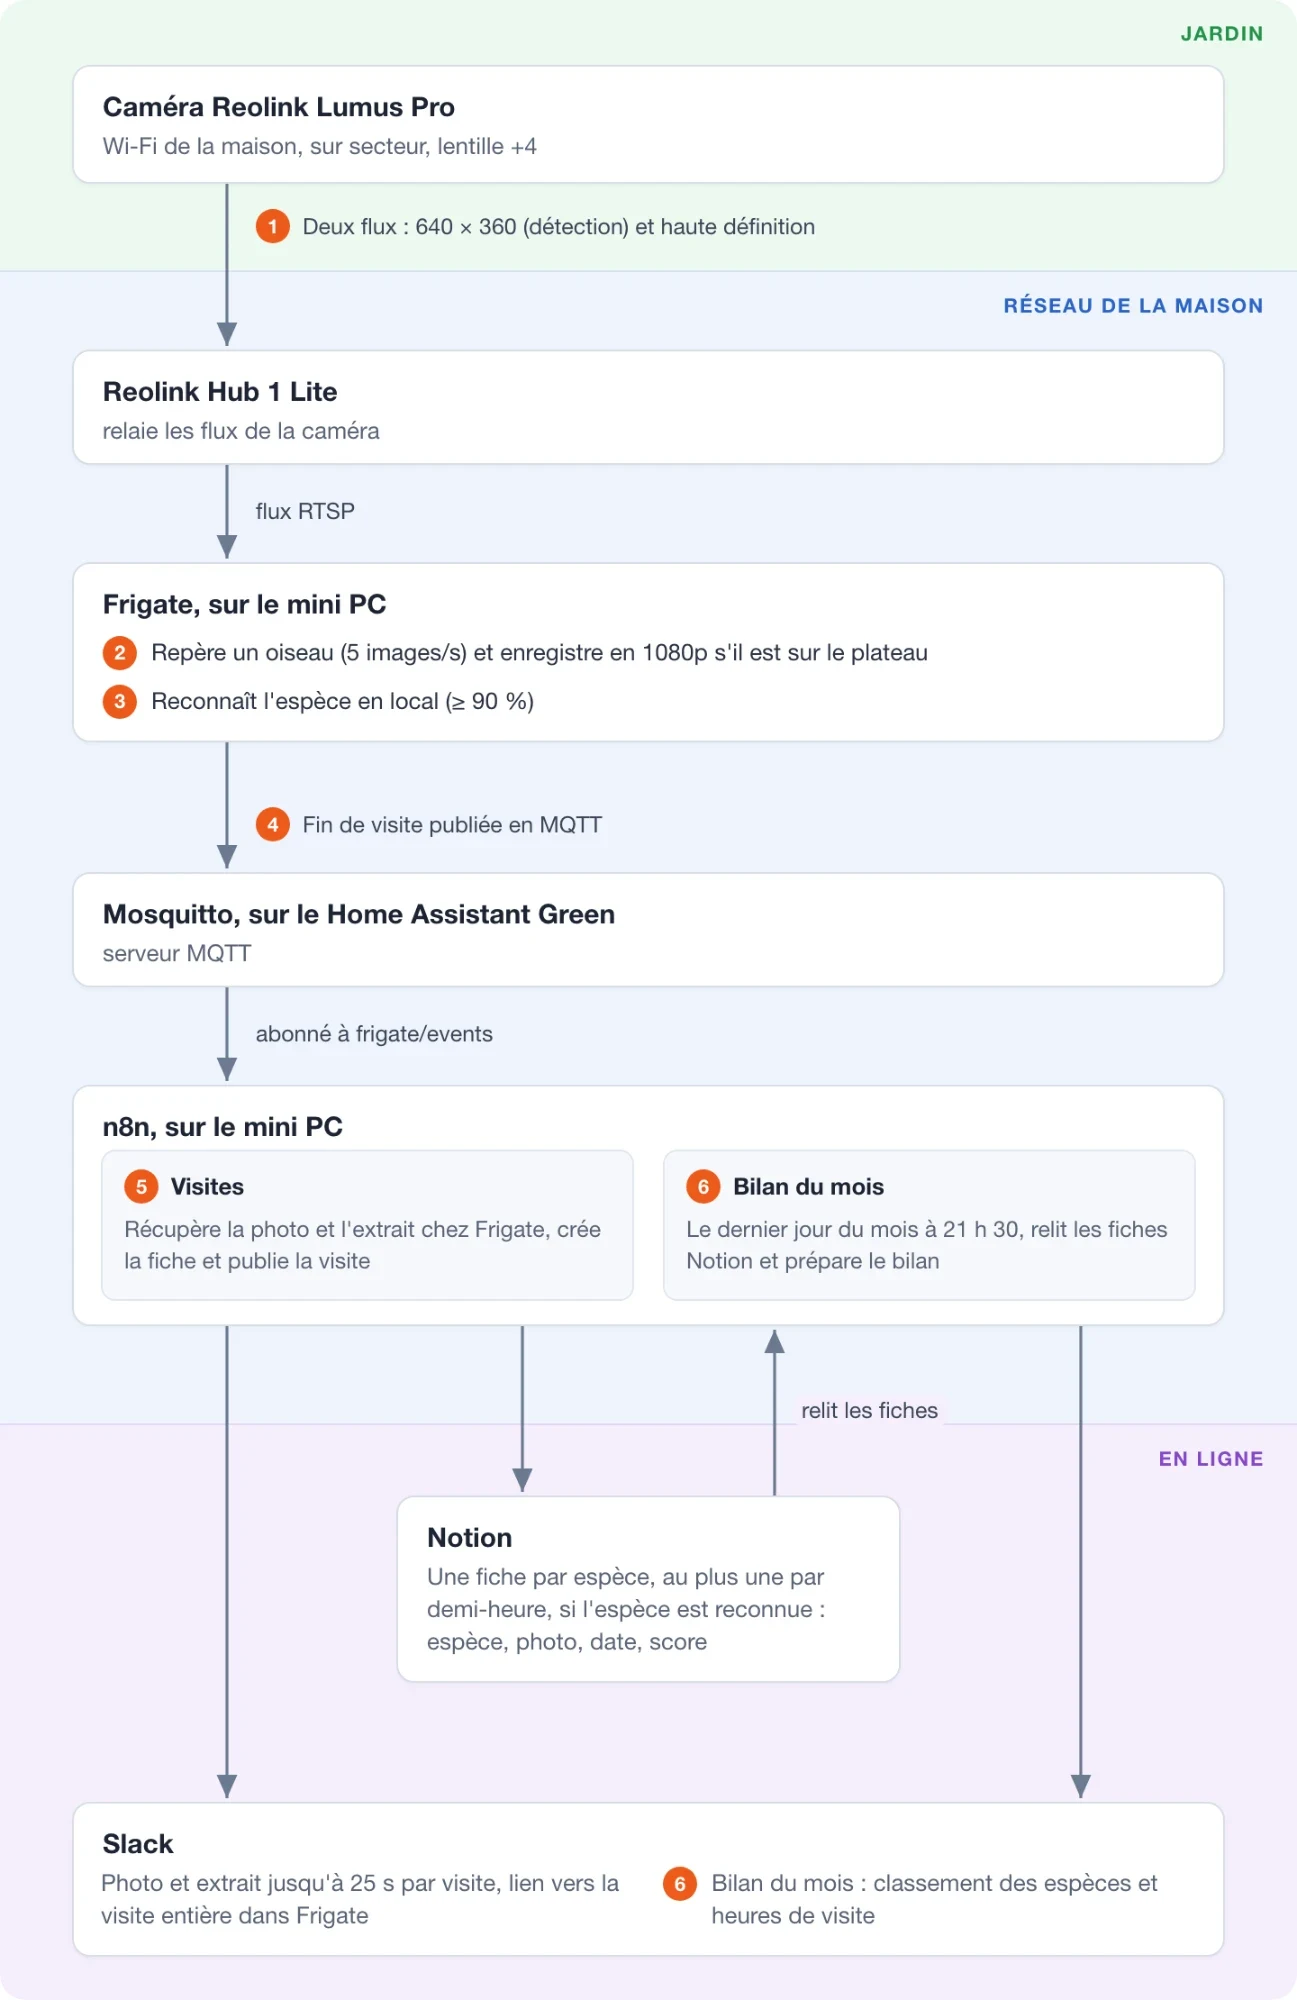 JARDIN
Caméra Reolink Lumus Pro
Wi-Fi de la maison, sur secteur, lentille +4
1 Deux flux : 640 × 360 (détection) et haute définition
RÉSEAU DE LA MAISON
Reolink Hub 1 Lite
relaie les flux de la caméra
flux RTSP
Frigate, sur le mini PC
2 Repère un oiseau (5 images/s) et enregistre en 1080p s'il est sur le plateau
3 Reconnaît l'espèce en local (≥ 90 %)
4 Fin de visite publiée en MQTT
Mosquitto, sur le Home Assistant Green
serveur MQTT
abonné à frigate/events
n8n, sur le mini PC
5 Visites
Récupère la photo et l'extrait chez Frigate, crée
la fiche et publie la visite
6 Bilan du mois
Le dernier jour du mois à 21 h 30, relit les fiches
Notion et prépare le bilan
relit les fiches
EN LIGNE
Notion
Une fiche par espèce, au plus une par
demi-heure, si l'espèce est reconnue :
espèce, photo, date, score
Slack
Photo et extrait jusqu'à 25 s par visite, lien vers la
visite entière dans Frigate
6 Bilan du mois : classement des espèces et
heures de visite